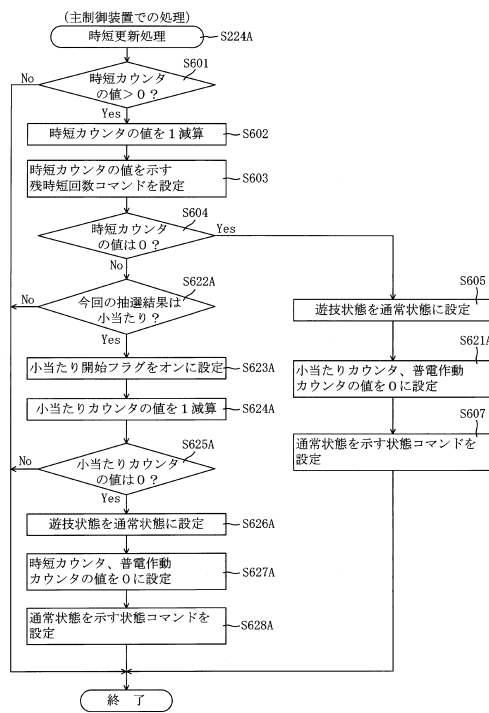 (主制御装置での処理)
時短更新処理
S224A
S601
No
時短カウンタ
の値>0?
Yes
時短カウンタの値を1減算
S602
時短カウンタの値を示す
残時短回数コマンドを設定
S603
S604
時短カウンタ
の値は0?
Yes
No
S622A
No
今回の抽選結果は
小当たり?
Yes
小当たり開始フラグをオンに設定
S623A
小当たりカウンタの値を1減算
S624A
S625A
No
小当たりカウンタ
の値は0?
Yes
遊技状態を通常状態に設定
S626A
時短カウンタ、普電作動
カウンタの値を0に設定
S627A
通常状態を示す状態コマンドを
設定
S628A
S605
遊技状態を通常状態に設定
S621A
小当たりカウンタ、普電作動
カウンタの値を0に設定
S607
通常状態を示す状態コマンドを
設定
終 了